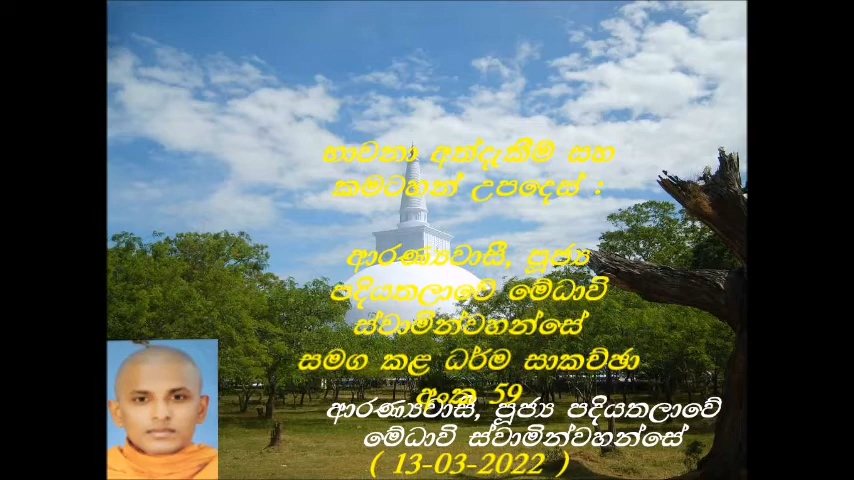 භාවනා අත්දැකීම් සහ
කමටහන් උපදෙස් :
ආරණ්‍යවාසී, පූජ්‍ය
පදියතලාවේ මේධාවි
ස්වාමින්වහන්සේ
සමග කළ ධර්ම සාකච්ඡා
අංක 59
ආරණ්‍යවාසී, පූජ්‍ය පදියතලාවේ
මේධාවි ස්වාමින්වහන්සේ
( 13-03-2022 )